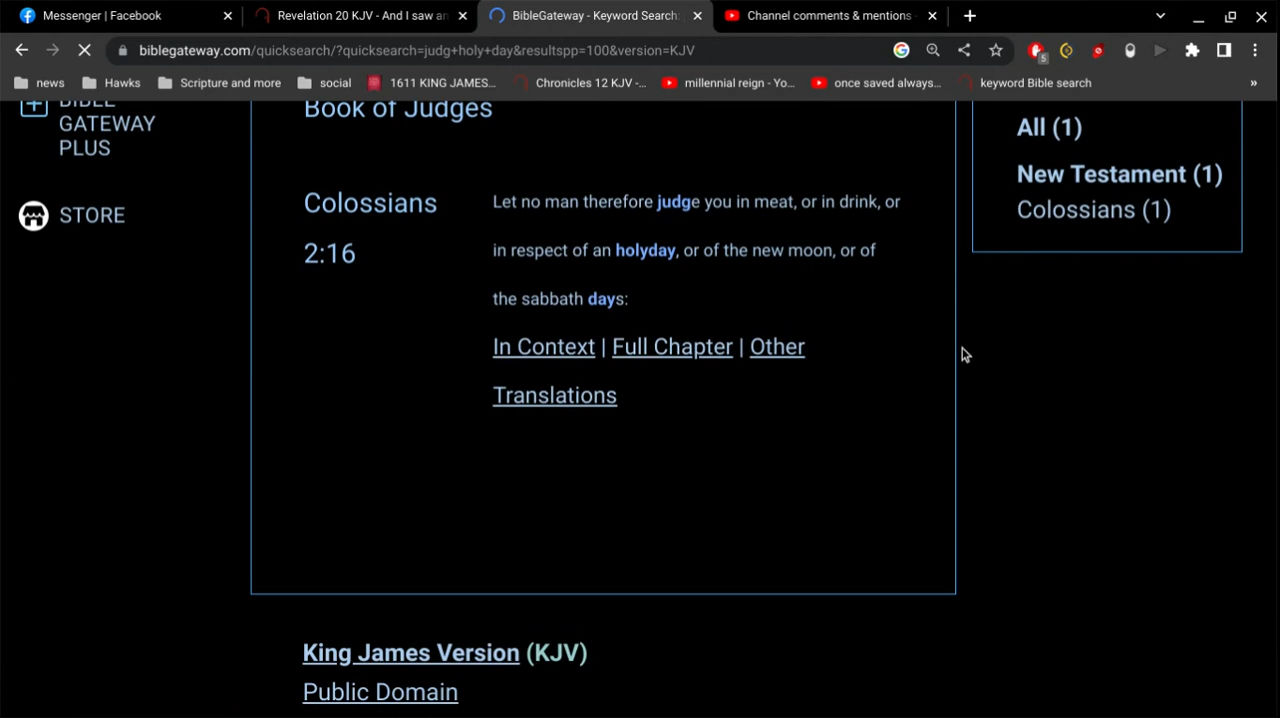 Messenger | Facebook
Revelation 20 KJV - And I saw an
BibleGateway - Keyword Search:
Channel comments & mentions -
biblegateway.com/quicksearch/?quicksearch=judg+holy+day&resultspp=100&version=KJV
5
news
Hawks
Scripture and more
social
1611 KING JAMES...
Chronicles 12 KJV -...
millennial reign - Yo...
once saved always...
keyword Bible search
»
BIBLE
GATEWAY
PLUS
STORE
Book of Judges
Colossians
2:16
Let no man therefore judge you in meat, or in drink, or
in respect of an holyday, or of the new moon, or of
the sabbath days:
In Context | Full Chapter | Other
Translations
All (1)
New Testament (1)
Colossians (1)
King James Version (KJV)
Public Domain